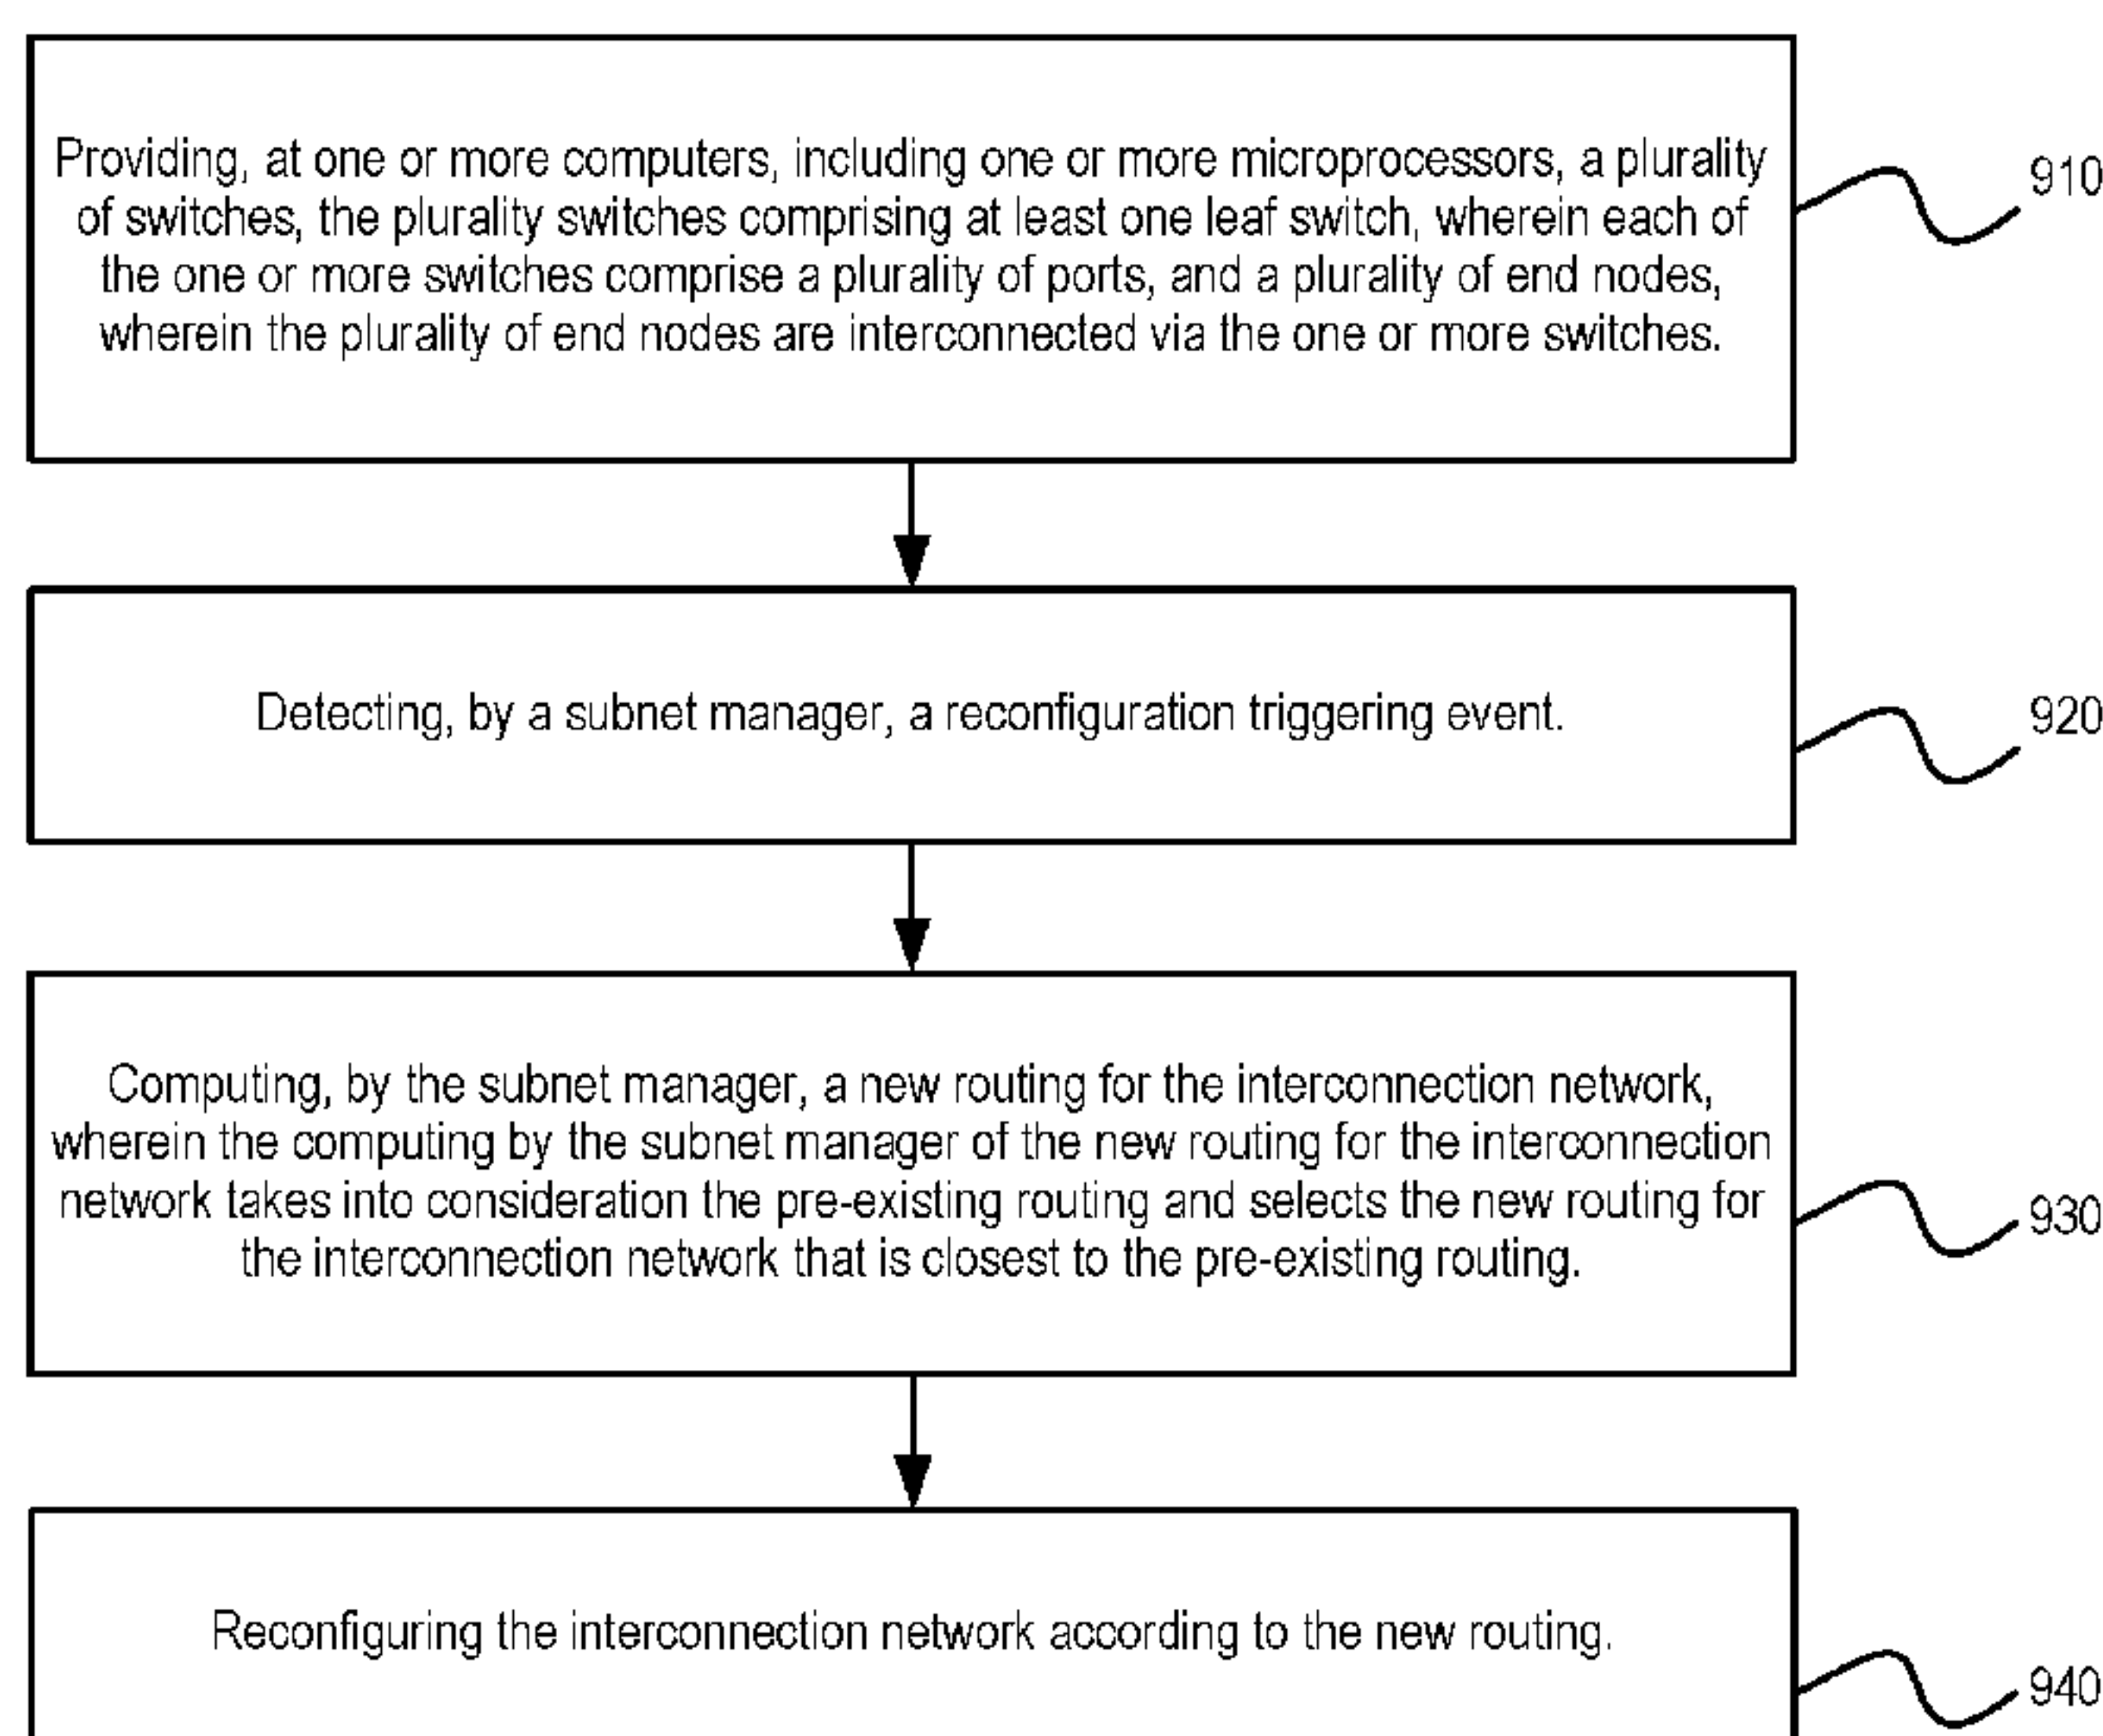 Providing, at one or more computers, including one or more microprocessors, a plurality
of switches, the plurality switches comprising at least one leaf switch, wherein each of
the one or more switches comprise a plurality of ports, and a plurality of end nodes,
wherein the plurality of end nodes are interconnected via the one or more switches.
910
Detecting, by a subnet manager, a reconfiguration triggering event.
920
Computing, by the subnet manager, a new routing for the interconnection network,
wherein the computing by the subnet manager of the new routing for the interconnection
network takes into consideration the pre-existing routing and selects the new routing for
the interconnection network that is closest to the pre-existing routing.
930
Reconfiguring the interconnection network according to the new routing.
940